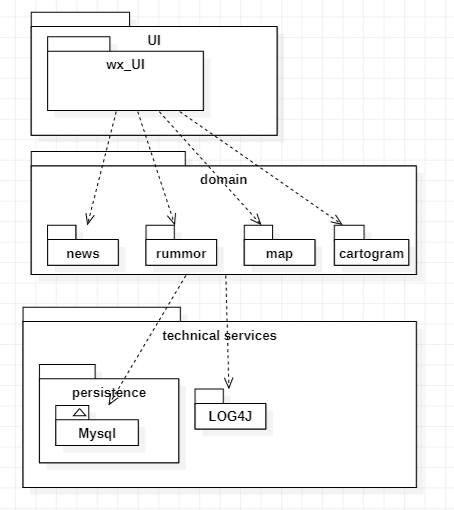 UI
wx_UI
domain
news
rummor
map
cartogram
technical services
persistence
Mysql
LOG4J